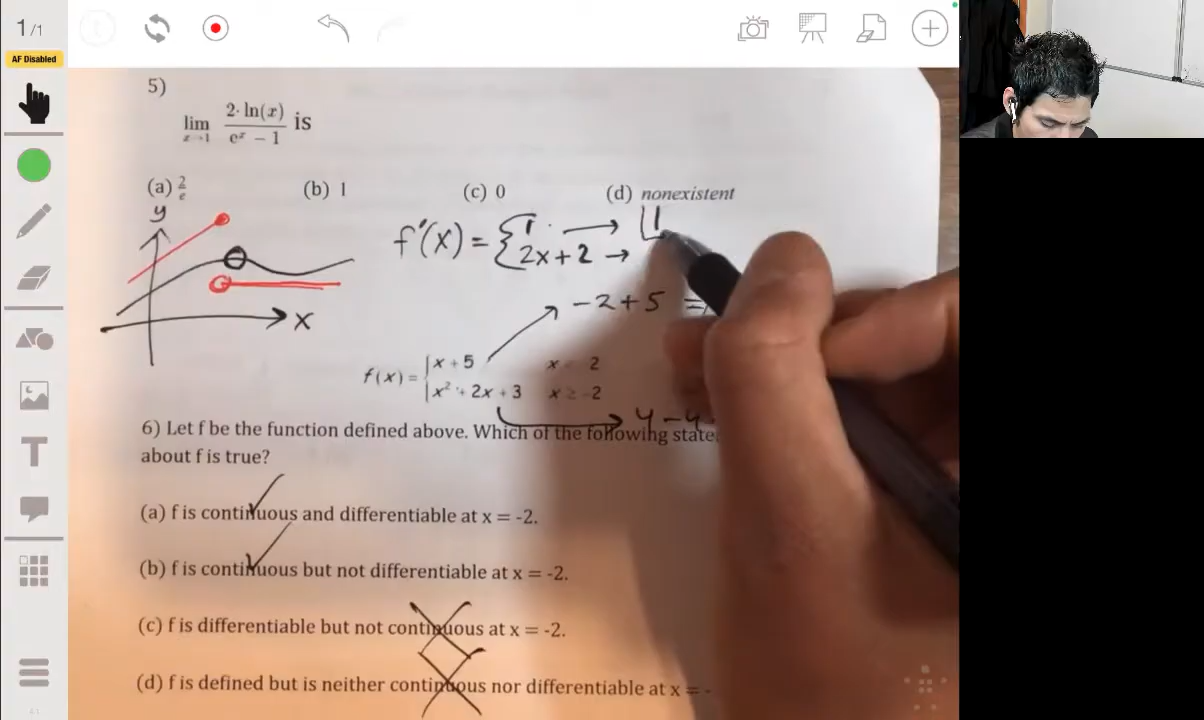 1/1
AF Disabled
5)
lim x→1 2·ln(x) / eˣ − 1 is
(a) 2/e (b) 1 (c) 0 (d) nonexistent
y
x
f'(x) = { 1 → 1
2x+2 →
−2+5 =
f(x) = { x + 5 x 2
x² + 2x + 3 x ≥ −2
4 − 4
6) Let f be the function defined above. Which of the following
about f is true?
(a) f is continuous and differentiable at x = -2.
(b) f is continuous but not differentiable at x = -2.
(c) f is differentiable but not continuous at x = -2.
(d) f is defined but is neither continuous nor differentiable at x = -
T